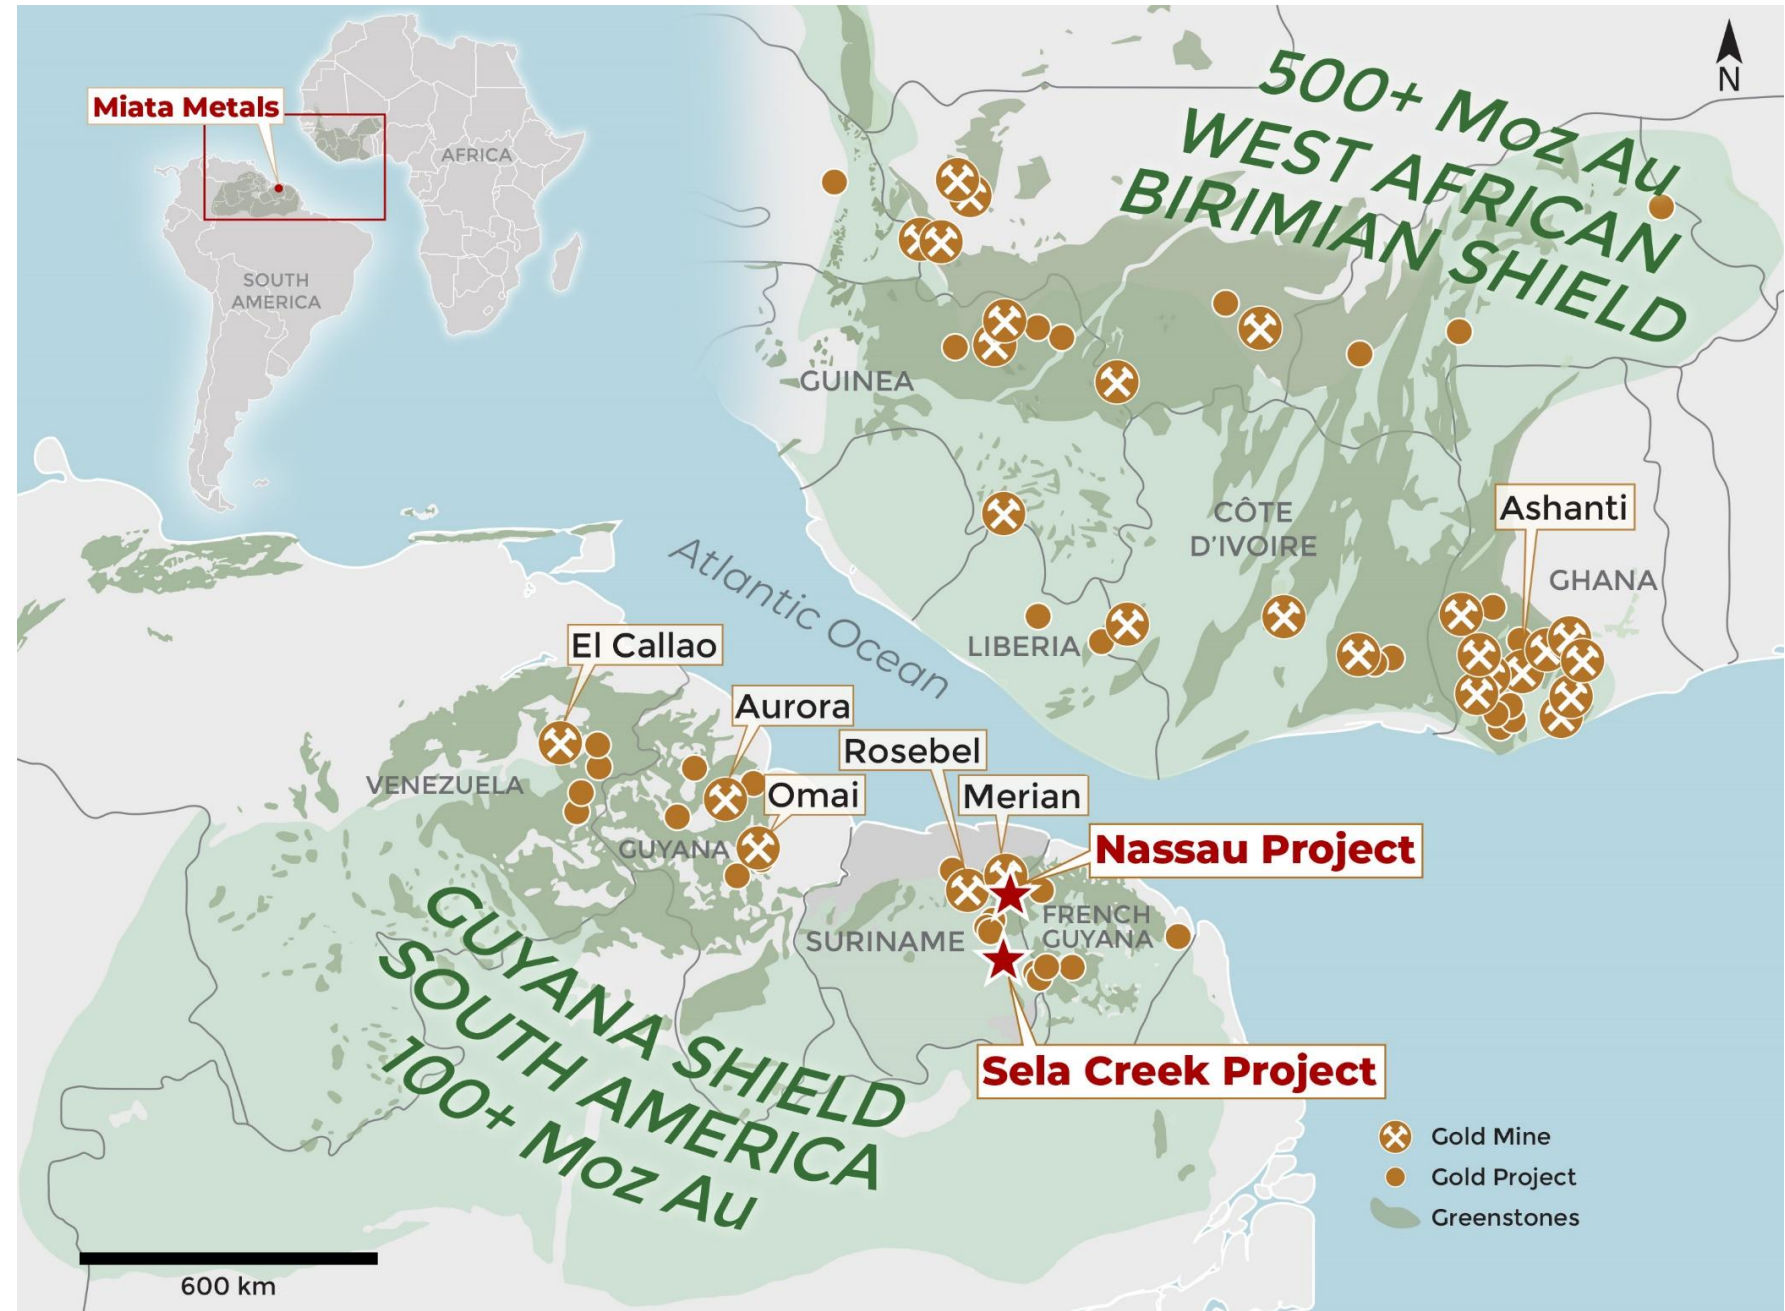 Miata Metals
AFRICA
SOUTH
AMERICA
N
500+ Moz Au
WEST AFRICAN
BIRIMIAN SHIELD
GUINEA
CÔTE
D'IVOIRE
Ashanti
GHANA
LIBERIA
Atlantic Ocean
El Callao
Aurora
Rosebel
Omai
Merian
VENEZUELA
GUYANA
Nassau Project
SURINAME
FRENCH
GUYANA
GUYANA SHIELD
SOUTH AMERICA
100+ Moz Au
Sela Creek Project
Gold Mine
Gold Project
Greenstones
600 km